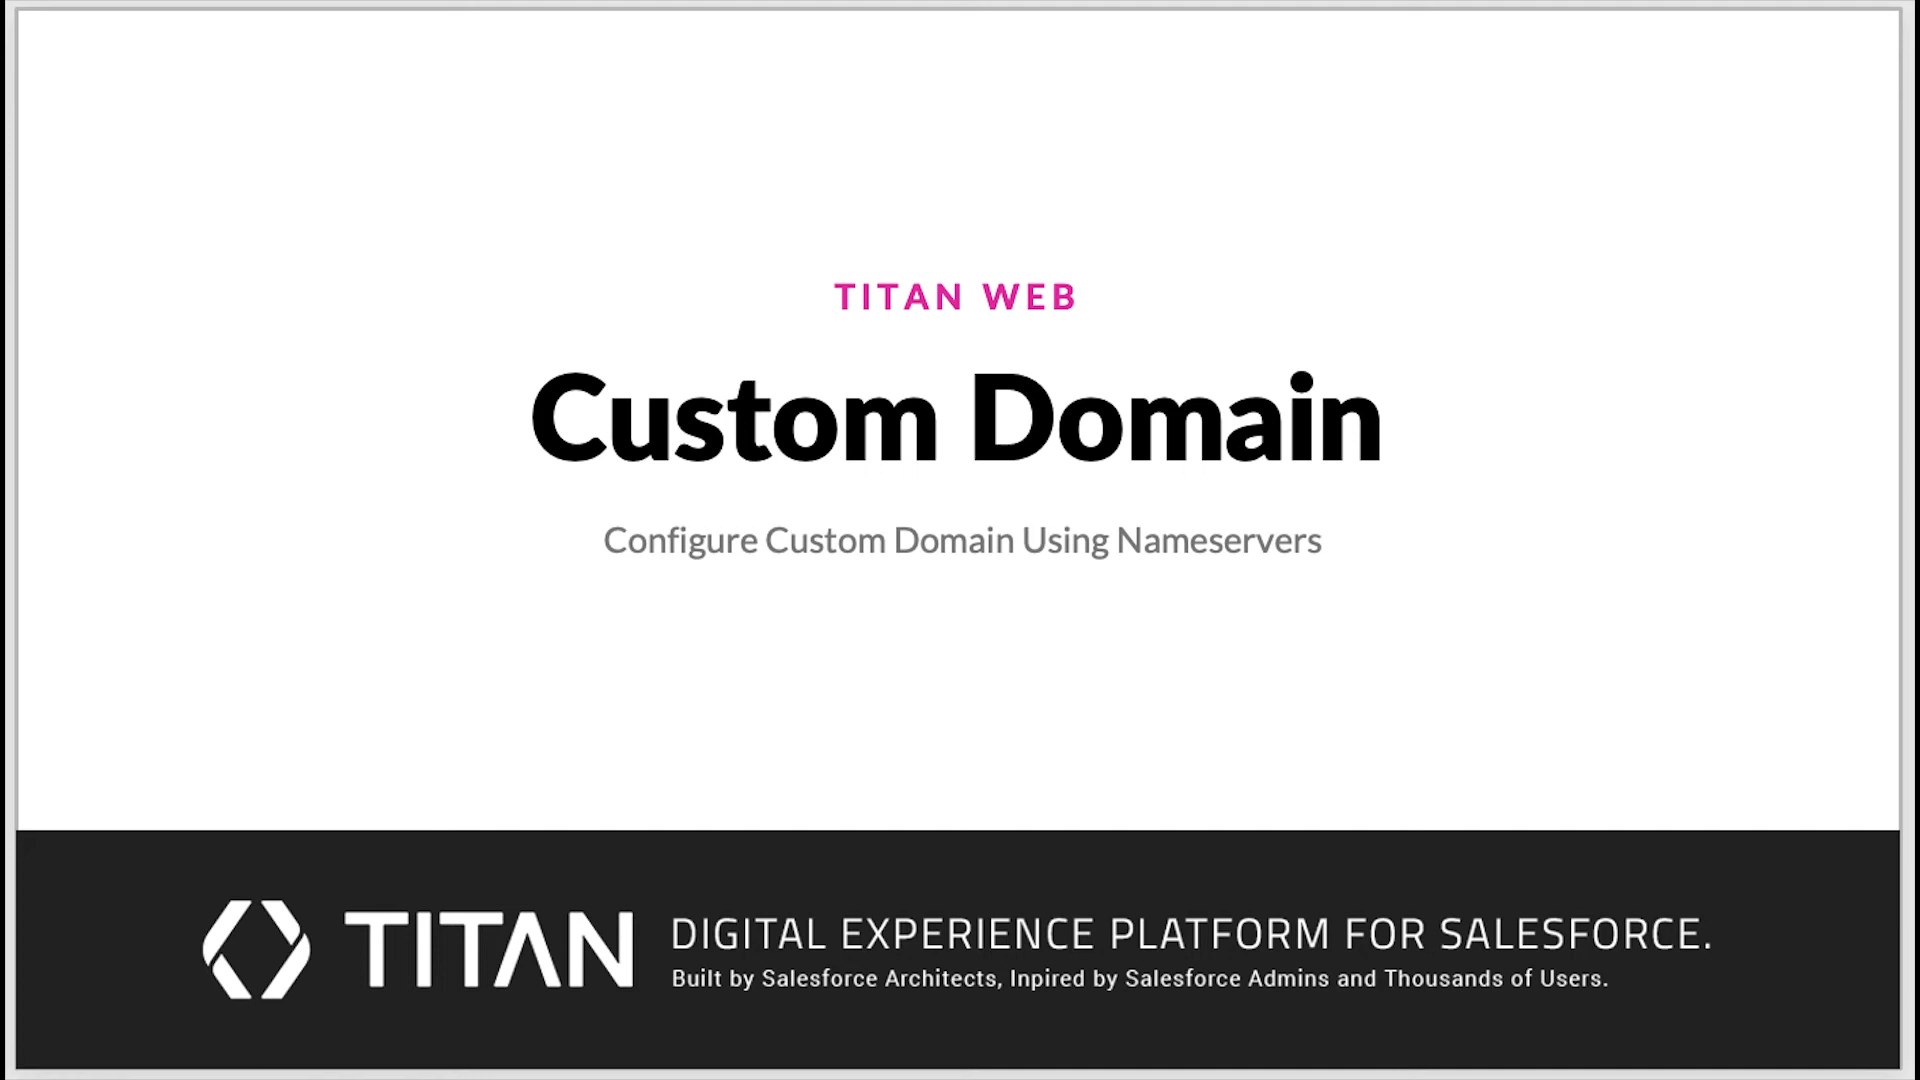 TITAN WEB
Custom Domain
Configure Custom Domain Using Nameservers
TITAN
DIGITAL EXPERIENCE PLATFORM FOR SALESFORCE.
Built by Salesforce Architects, Inpired by Salesforce Admins and Thousands of Users.